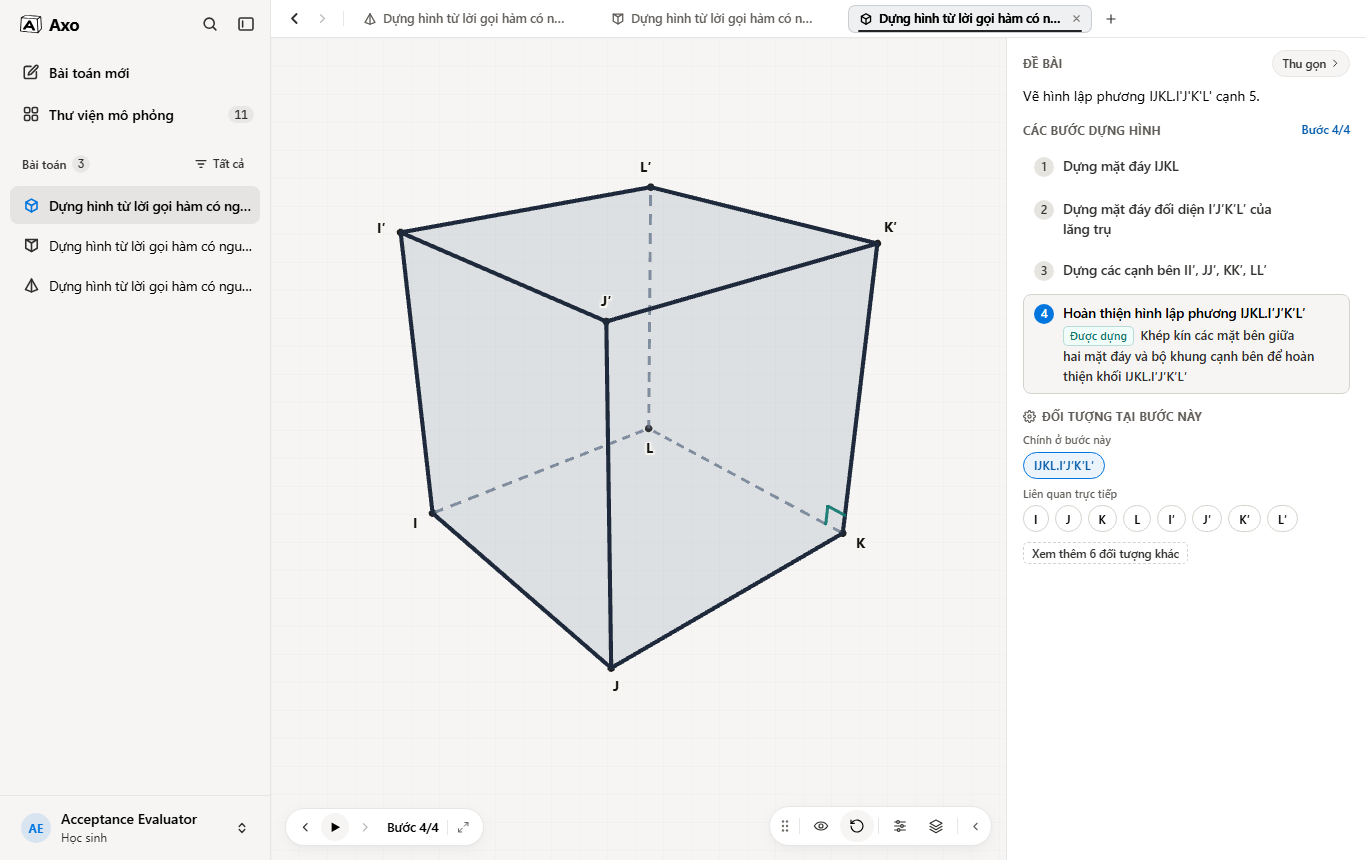 Axo
Bài toán mới
Thư viện mô phỏng 11
Bài toán 3 Tất cả
Dựng hình từ lời gọi hàm có ng...
Dựng hình từ lời gọi hàm có ngu...
Dựng hình từ lời gọi hàm có ngu...
AE Acceptance Evaluator
Học sinh
Dựng hình từ lời gọi hàm có n...
Dựng hình từ lời gọi hàm có n...
Dựng hình từ lời gọi hàm có n...
L′
I′
K′
J′
L
I
K
J
Bước 4/4
ĐỀ BÀI
Thu gọn
Vẽ hình lập phương IJKL.I'J'K'L' cạnh 5.
CÁC BƯỚC DỰNG HÌNH
Bước 4/4
1 Dựng mặt đáy IJKL
2 Dựng mặt đáy đối diện I′J′K′L′ của
lăng trụ
3 Dựng các cạnh bên II′, JJ′, KK′, LL′
4 Hoàn thiện hình lập phương IJKL.I′J′K′L′
Được dựng Khép kín các mặt bên giữa
hai mặt đáy và bộ khung cạnh bên để hoàn
thiện khối IJKL.I′J′K′L′
ĐỐI TƯỢNG TẠI BƯỚC NÀY
Chính ở bước này
IJKL.I′J′K′L′
Liên quan trực tiếp
I J K L I′ J′ K′ L′
Xem thêm 6 đối tượng khác